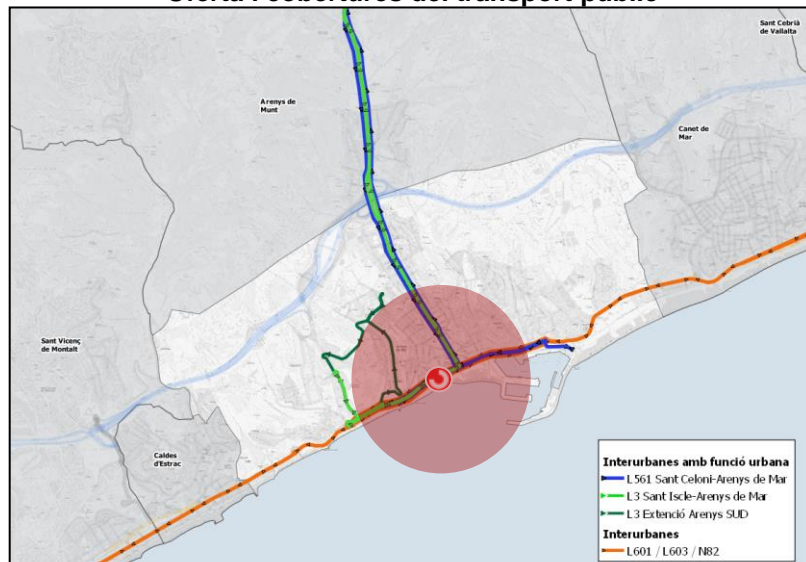 Oferta i cobertures del transport públic
Sant Cebrià
de Vallalta
Arenys de
Munt
Canet de
Mar
Sant Vicenç
de Montalt
Caldes
d'Estrac
Interurbanes amb funció urbana
L561 Sant Celoni-Arenys de Mar
L3 Sant Iscle-Arenys de Mar
L3 Extenció Arenys SUD
Interurbanes
L601 / L603 / N82